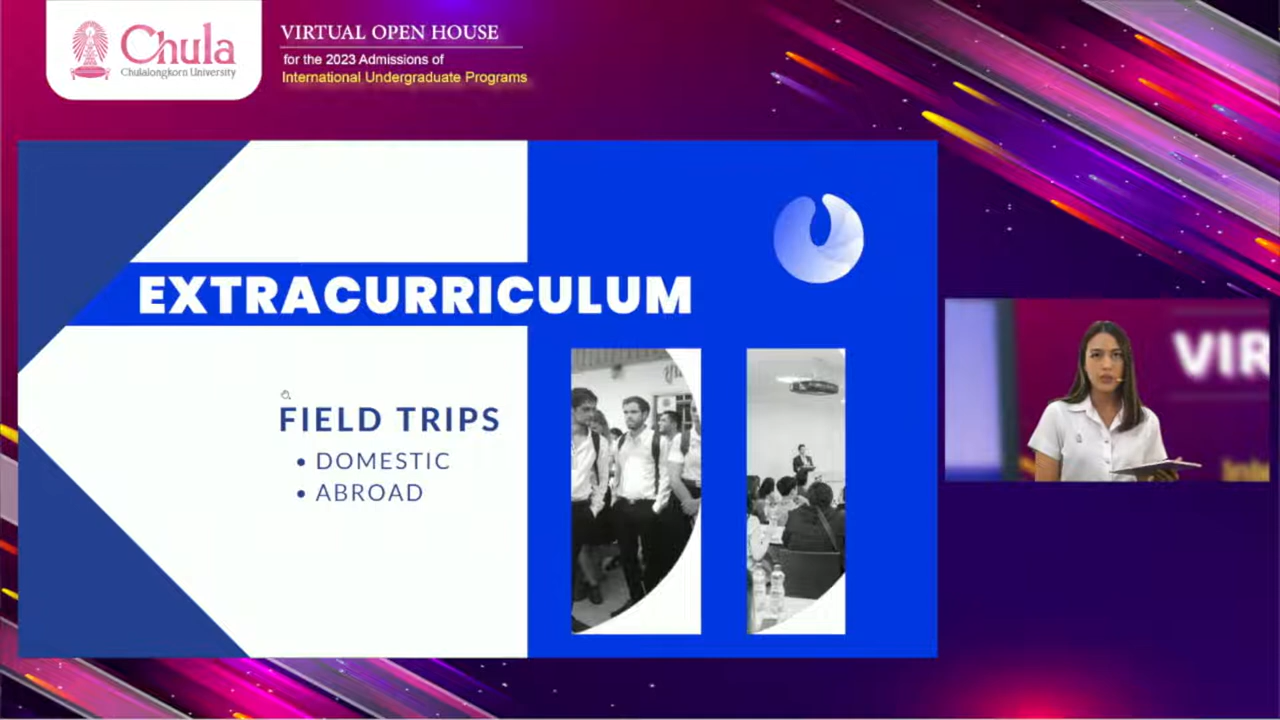 Chula
Chulalongkorn University
VIRTUAL OPEN HOUSE
for the 2023 Admissions of
International Undergraduate Programs
EXTRACURRICULUM
FIELD TRIPS
• DOMESTIC
• ABROAD
VIR